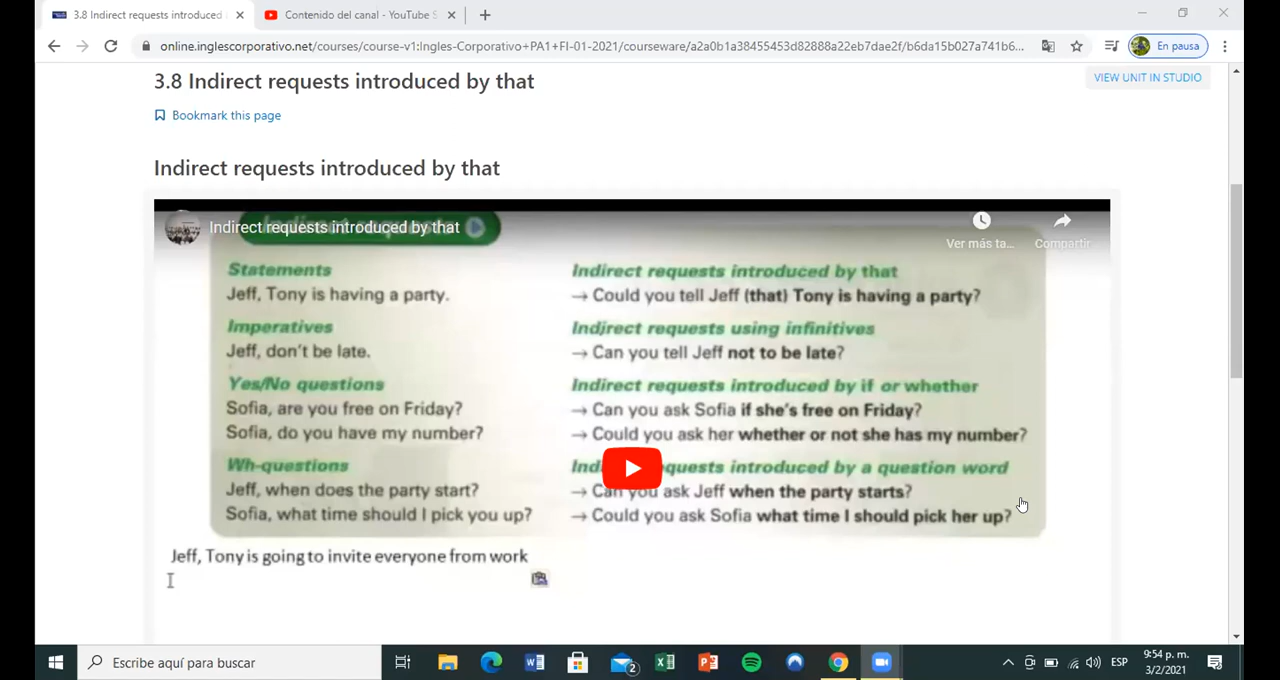 3.8 Indirect requests introduced
Contenido del canal - YouTube S
online.inglescorporativo.net/courses/course-v1:Ingles-Corporativo+PA1+FI-01-2021/courseware/a2a0b1a38455453d82888a22eb7dae2f/b6da15b027a741b6...
En pausa
3.8 Indirect requests introduced by that
VIEW UNIT IN STUDIO
Bookmark this page
Indirect requests introduced by that
Indirect requests introduced by that
Ver más ta...
Compartir
Statements
Indirect requests introduced by that
Jeff, Tony is having a party.
→ Could you tell Jeff (that) Tony is having a party?
Imperatives
Indirect requests using infinitives
Jeff, don't be late.
→ Can you tell Jeff not to be late?
Yes/No questions
Indirect requests introduced by if or whether
Sofia, are you free on Friday?
→ Can you ask Sofia if she's free on Friday?
Sofia, do you have my number?
→ Could you ask her whether or not she has my number?
Wh-questions
Ind quests introduced by a question word
Jeff, when does the party start?
→ Can you ask Jeff when the party starts?
Sofia, what time should I pick you up?
→ Could you ask Sofia what time I should pick her up?
Jeff, Tony is going to invite everyone from work
Escribe aquí para buscar
2
ESP
9:54 p. m.
3/2/2021